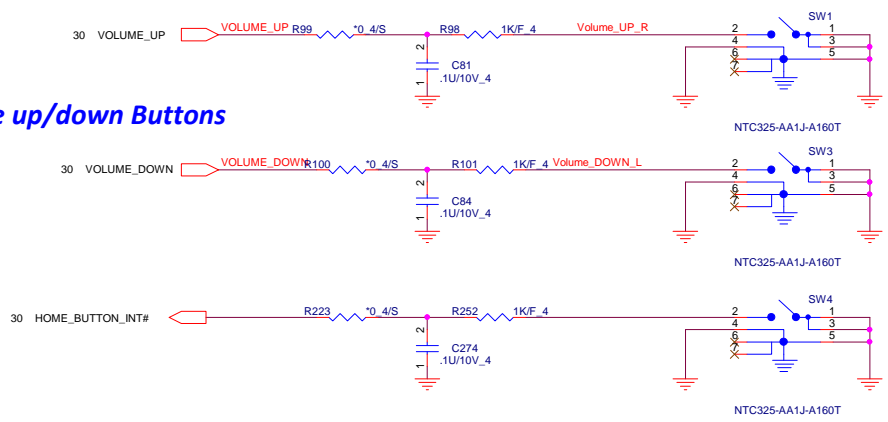 SW1
VOLUME_UP R99 *0_4/S R98 1K/F_4 Volume_UP_R 2 1
30 VOLUME_UP 4 3
2 6 5
C81 7
1 .1U/10V_4
e up/down Buttons
NTC325-AA1J-A160T
SW3
VOLUME_DOWN R100 *0_4/S R101 1K/F_4 Volume_DOWN_L 2 1
30 VOLUME_DOWN 4 3
2 6 5
C84 7
1 .1U/10V_4
NTC325-AA1J-A160T
SW4
R223 *0_4/S R252 1K/F_4 2 1
30 HOME_BUTTON_INT# 4 3
2 6 5
C274 7
1 .1U/10V_4
NTC325-AA1J-A160T